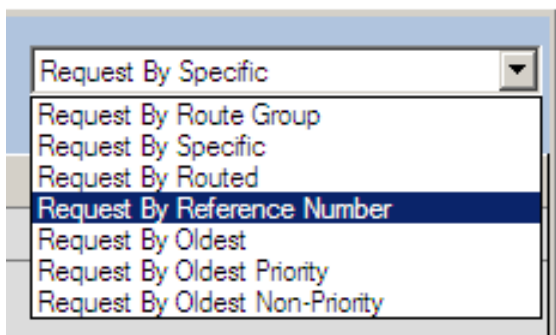 Request By Specific
Request By Route Group
Request By Specific
Request By Routed
Request By Reference Number
Request By Oldest
Request By Oldest Priority
Request By Oldest Non-Priority